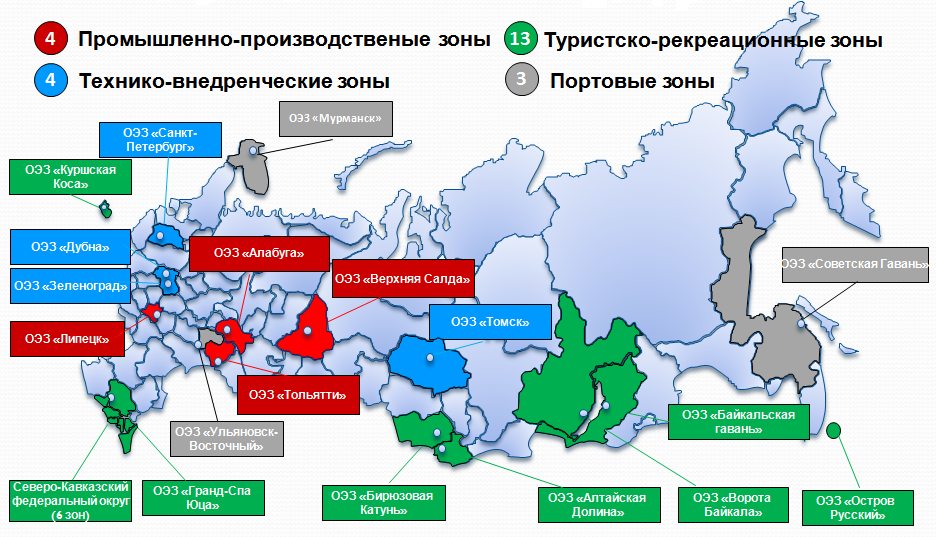 4 Промышленно-производственые зоны
13 Туристско-рекреационные зоны
4 Технико-внедренческие зоны
3 Портовые зоны
ОЭЗ «Мурманск»
ОЭЗ «Санкт-
Петербург»
ОЭЗ «Куршская
Коса»
ОЭЗ «Дубна»
ОЭЗ «Алабуга»
ОЭЗ «Советская Гавань»
ОЭЗ «Верхняя Салда»
ОЭЗ «Зеленоград»
ОЭЗ «Томск»
ОЭЗ «Липецк»
ОЭЗ «Тольятти»
ОЭЗ «Байкальская
гавань»
ОЭЗ «Ульяновск-
Восточный»
Северо-Кавказский
федеральный округ
(6 зон)
ОЭЗ «Гранд-Спа
Юца»
ОЭЗ «Бирюзовая
Катунь»
ОЭЗ «Алтайская
Долина»
ОЭЗ «Ворота
Байкала»
ОЭЗ «Остров
Русский»